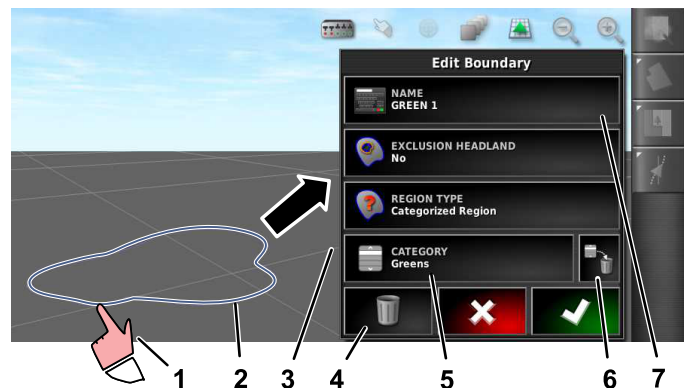 Edit Boundary
NAME
GREEN 1
EXCLUSION HEADLAND
No
REGION TYPE
Categorized Region
CATEGORY
Greens
1 2 3 4 5 6 7